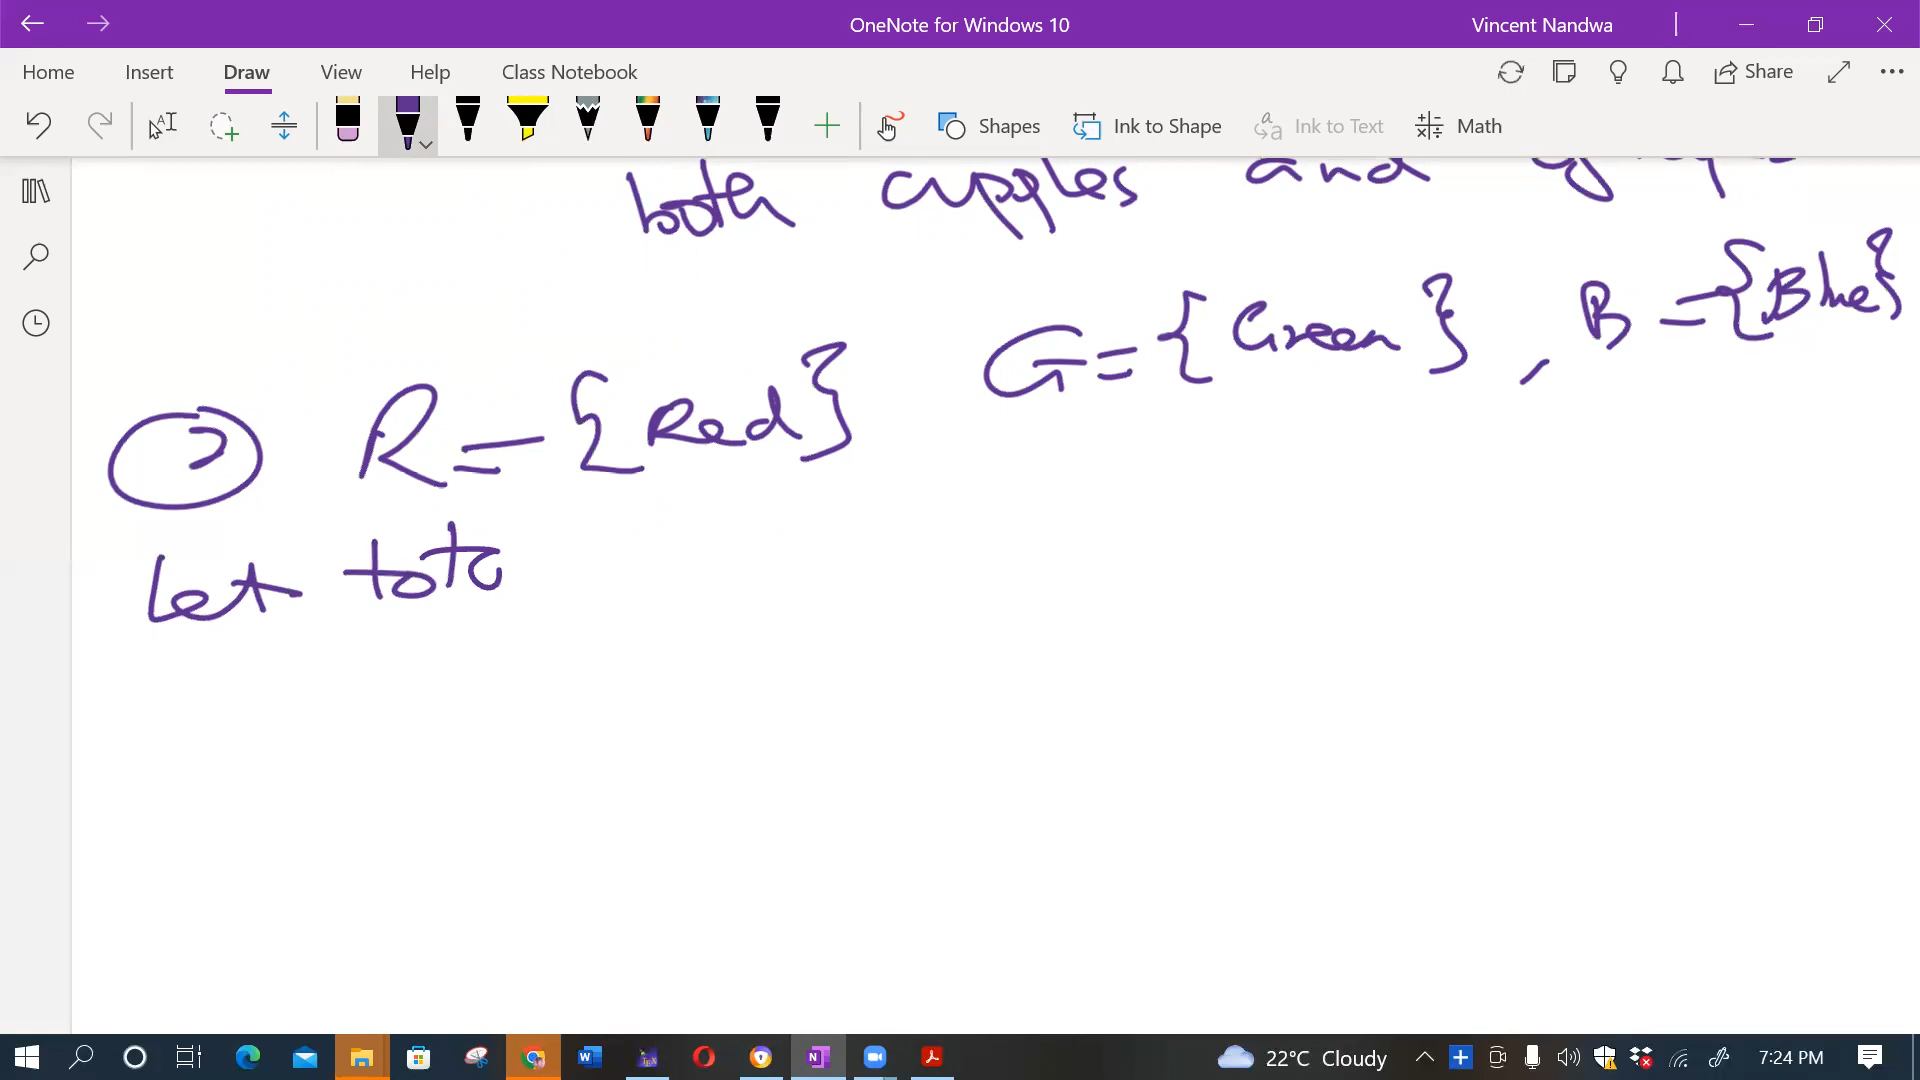 OneNote for Windows 10
Vincent Nandwa
Home Insert Draw View Help Class Notebook Share
Shapes Ink to Shape Ink to Text Math
both apples and
R = {Red} G = {Green} , B = {Blue}
Let tota
22°C Cloudy 7:24 PM